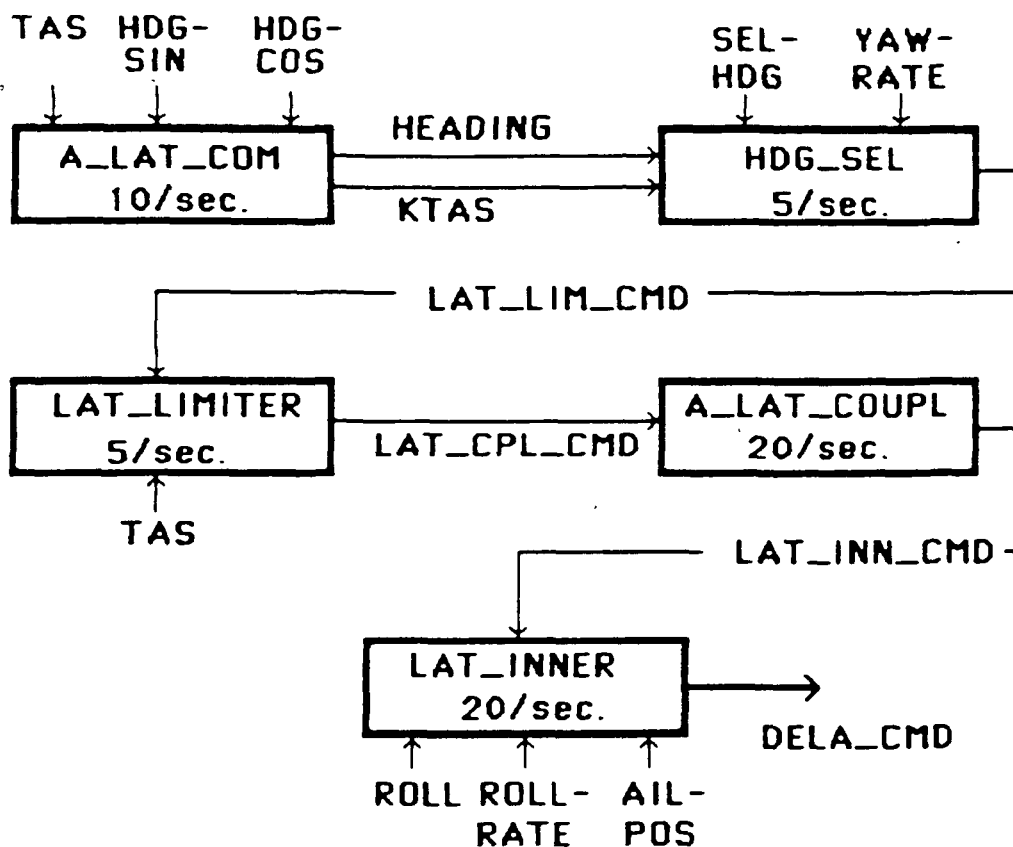 TAS HDG- HDG-
SIN COS
SEL- YAW-
HDG RATE
A_LAT_COM
10/sec.
HEADING
KTAS
HDG_SEL
5/sec.
LAT_LIM_CMD
LAT_LIMITER
5/sec.
LAT_CPL_CMD
A_LAT_COUPL
20/sec.
TAS
LAT_INN_CMD
LAT_INNER
20/sec.
DELA_CMD
ROLL ROLL- AIL-
RATE POS